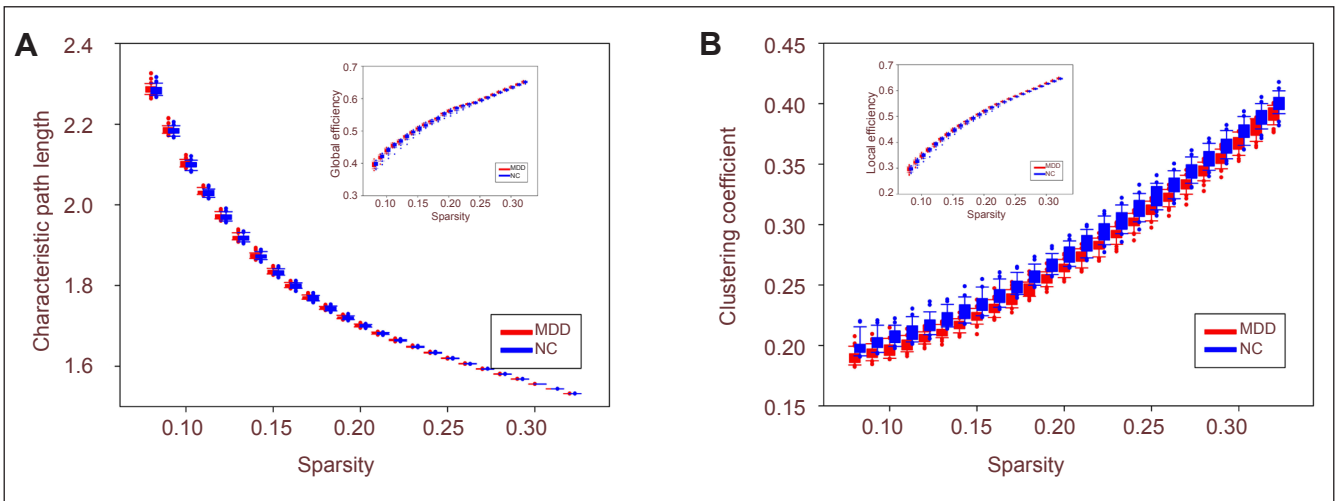 A
2.4
2.2
2.0
1.8
1.6
Characteristic path length
0.10 0.15 0.20 0.25 0.30
Sparsity
MDD
NC
0.7
0.6
0.5
0.4
0.3
Global efficiency
0.10 0.15 0.20 0.25 0.30
Sparsity
MDD
NC
B
0.45
0.40
0.35
0.30
0.25
0.20
0.15
Clustering coefficient
0.10 0.15 0.20 0.25 0.30
Sparsity
MDD
NC
0.7
0.6
0.5
0.4
0.3
0.2
Local efficiency
0.10 0.15 0.20 0.25 0.30
Sparsity
MDD
NC